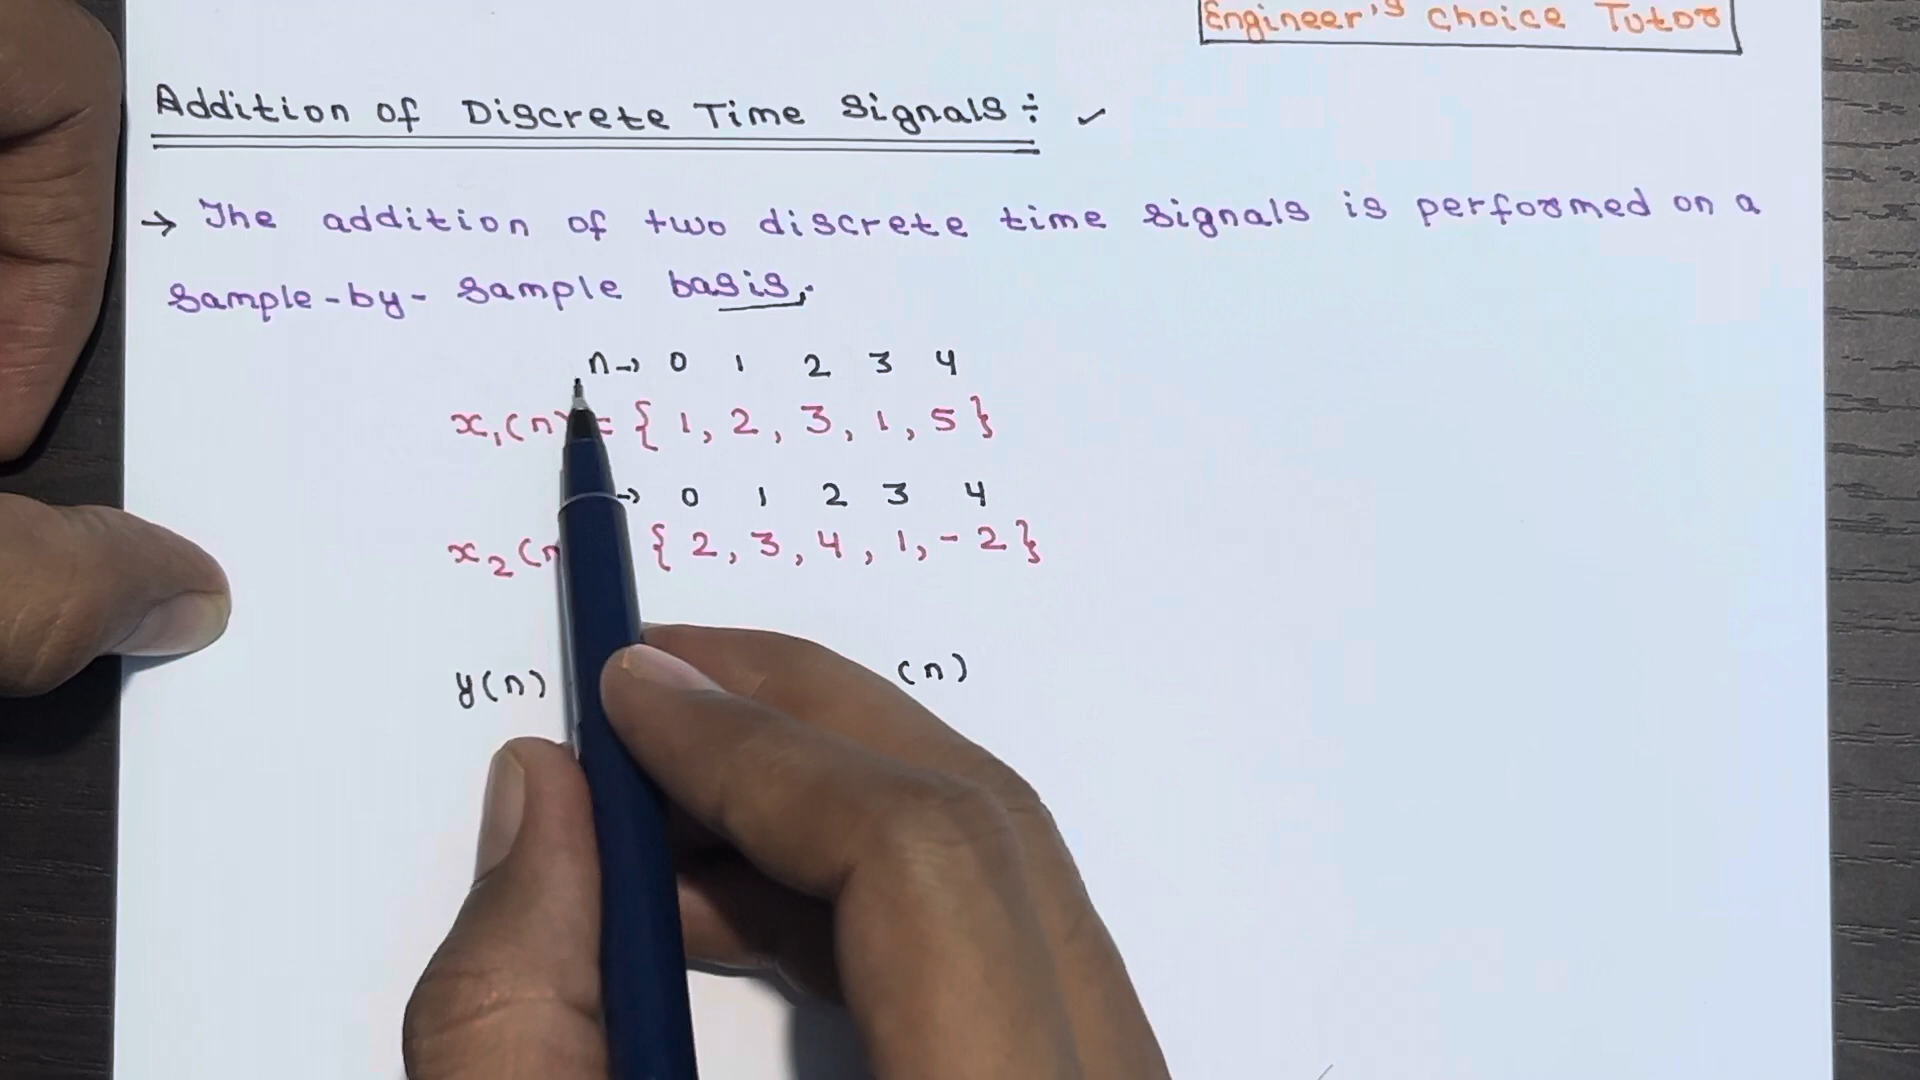 Engineer's choice Tutor
Addition of Discrete Time Signals ÷ ✓
→ The addition of two discrete time signals is performed on a
sample-by-sample basis.
n→ 0 1 2 3 4
x₁(n) = { 1, 2, 3, 1, 5 }
→ 0 1 2 3 4
x₂(n { 2, 3, 4, 1, -2 }
y(n) (n)